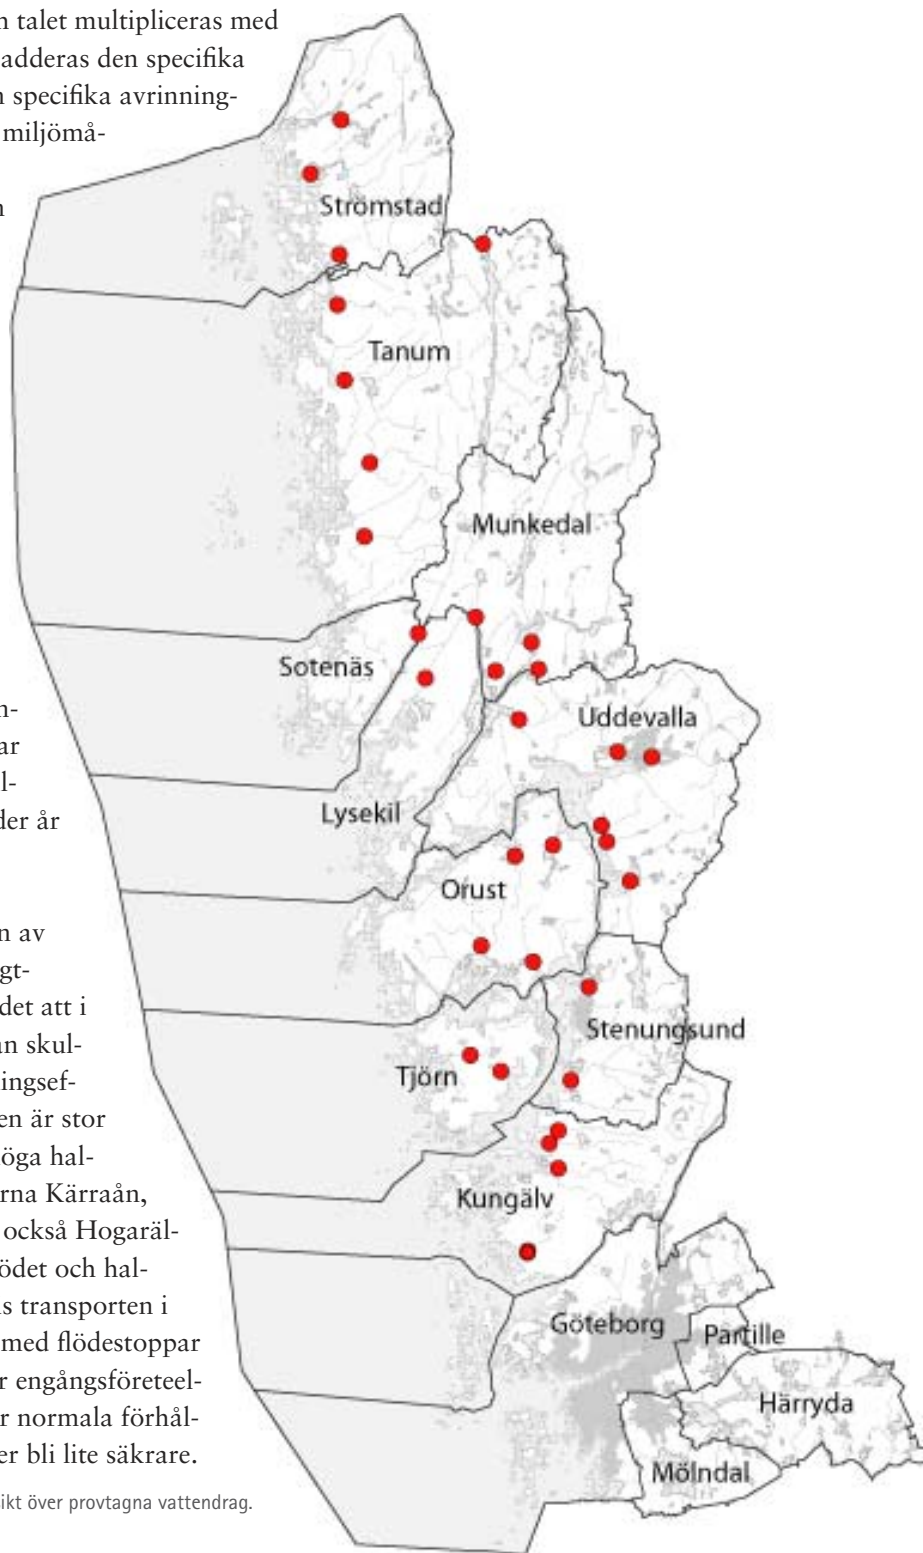 n talet multipliceras med
adderas den specifika
n specifika avrinning-
miljömå-
n
n-
ar
l-
der år
n av
gt-
det att i
an skul-
ingsef-
en är stor
öga hal-
rna Kärraån,
också Hogaräl-
ödet och hal-
s transporten i
med flödestoppar
r engångsföreteel-
r normala förhål-
er bli lite säkrare.
sikt över provtagna vattendrag.
Strömstad
Tanum
Munkedal
Sotenäs
Uddevalla
Lysekil
Orust
Stenungsund
Tjörn
Kungälv
Göteborg
Partille
Härryda
Mölndal